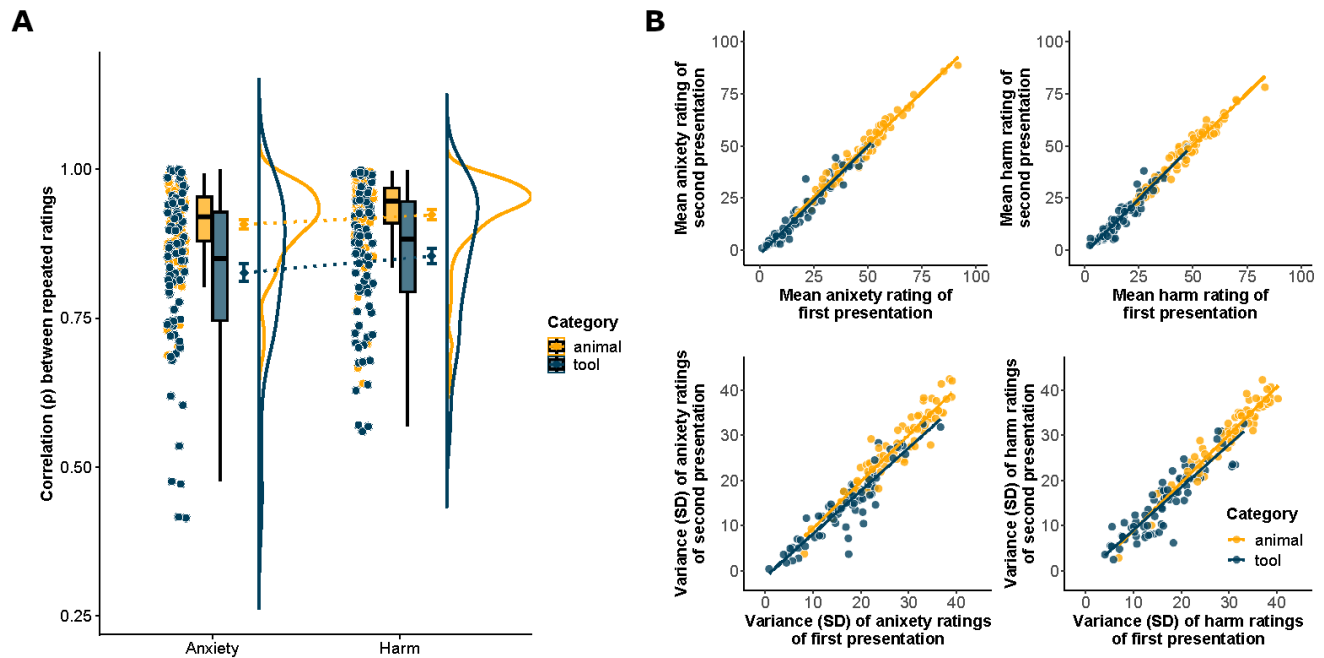 A
Correlation (ρ) between repeated ratings
1.00
0.75
0.50
0.25
Anxiety
Harm
Category
animal
tool
B
Mean anixety rating of
second presentation
100
75
50
25
0
0
25
50
75
100
Mean anixety rating of
first presentation
Mean harm rating of
second presentation
100
75
50
25
0
0
25
50
75
100
Mean harm rating of
first presentation
Variance (SD) of anixety ratings
of second presentation
40
30
20
10
0
0
10
20
30
40
Variance (SD) of anixety ratings
of first presentation
Variance (SD) of harm ratings
of second presentation
40
30
20
10
0
Category
animal
tool
0
10
20
30
40
Variance (SD) of harm ratings
of first presentation